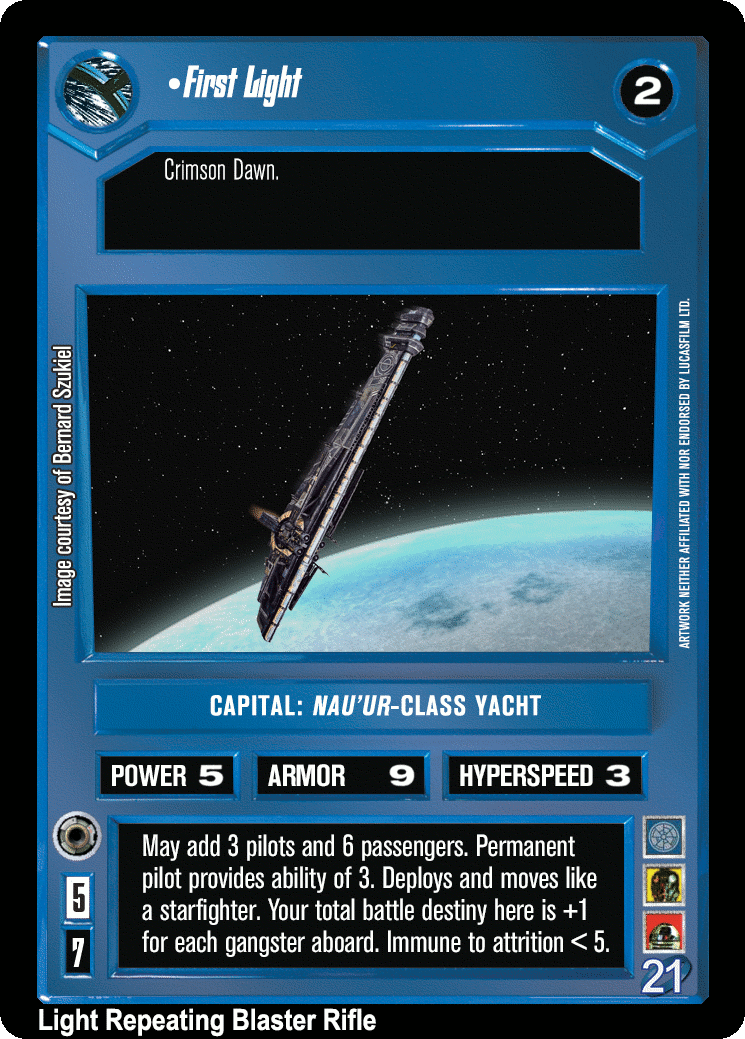 •First Light
2
Crimson Dawn.
Image courtesy of Bernard Szukiel
ARTWORK NEITHER AFFILIATED WITH NOR ENDORSED BY LUCASFILM LTD.
CAPITAL: NAU'UR-CLASS YACHT
POWER 5
ARMOR 9
HYPERSPEED 3
May add 3 pilots and 6 passengers. Permanent
pilot provides ability of 3. Deploys and moves like
a starfighter. Your total battle destiny here is +1
for each gangster aboard. Immune to attrition < 5.
5
7
21
Light Repeating Blaster Rifle